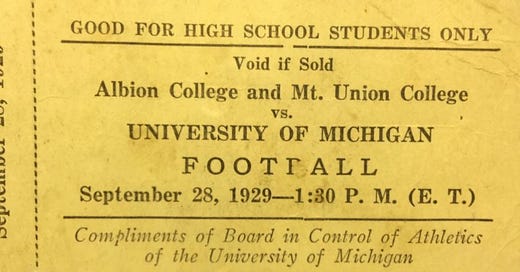 GOOD FOR HIGH SCHOOL STUDENTS ONLY
Void if Sold
Albion College and Mt. Union College
vs.
UNIVERSITY OF MICHIGAN
FOOTBALL
September 28, 1929—1:30 P. M. (E. T.)
Compliments of Board in Control of Athletics
of the University of Michigan